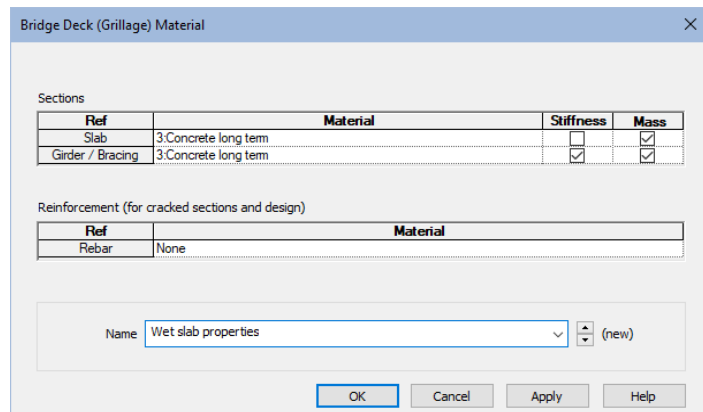 Bridge Deck (Grillage) Material
Sections
Ref Material Stiffness Mass
Slab 3:Concrete long term
Girder / Bracing 3:Concrete long term
Reinforcement (for cracked sections and design)
Ref Material
Rebar None
Name Wet slab properties (new)
OK Cancel Apply Help